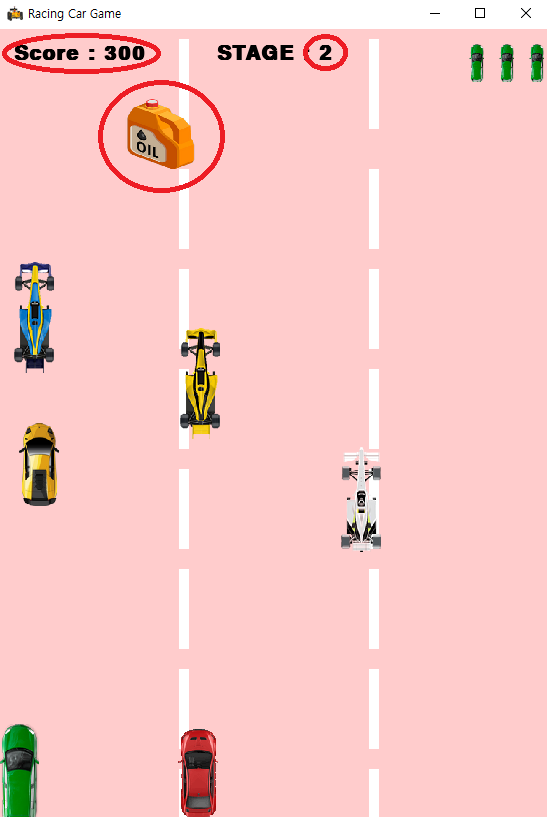 Racing Car Game
Score : 300
STAGE : 2
OIL